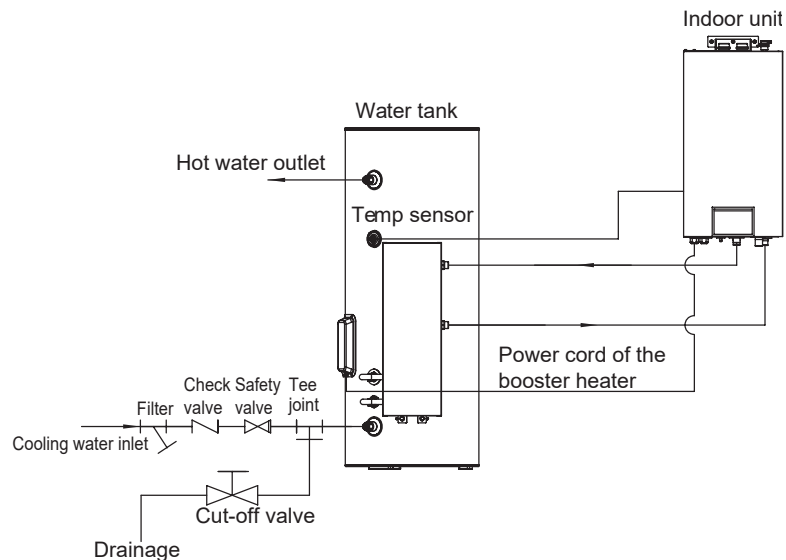 Indoor unit
Water tank
Hot water outlet
Temp sensor
Power cord of the
booster heater
Check
valve
Safety
valve
Tee
joint
Filter
Cooling water inlet
Cut-off valve
Drainage